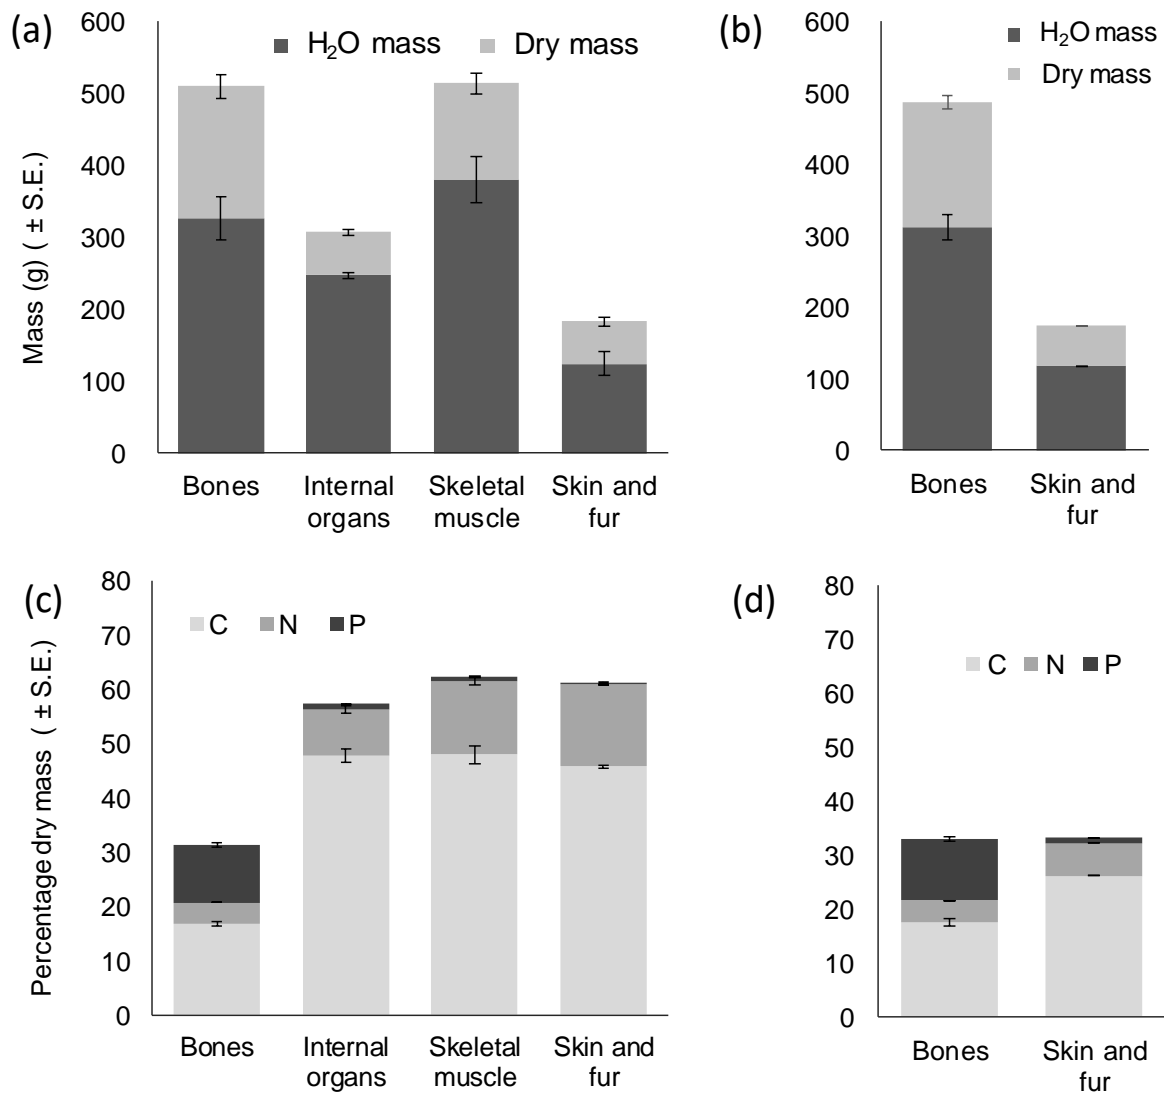 (a)
600
500
400
300
200
100
0
Mass (g) ( ± S.E.)
H₂O mass
Dry mass
Bones
Internal
organs
Skeletal
muscle
Skin and
fur
(b)
600
500
400
300
200
100
0
H₂O mass
Dry mass
Bones
Skin and
fur
(c)
80
70
60
50
40
30
20
10
0
Percentage dry mass ( ± S.E.)
C
N
P
Bones
Internal
organs
Skeletal
muscle
Skin and
fur
(d)
80
70
60
50
40
30
20
10
0
C
N
P
Bones
Skin and
fur